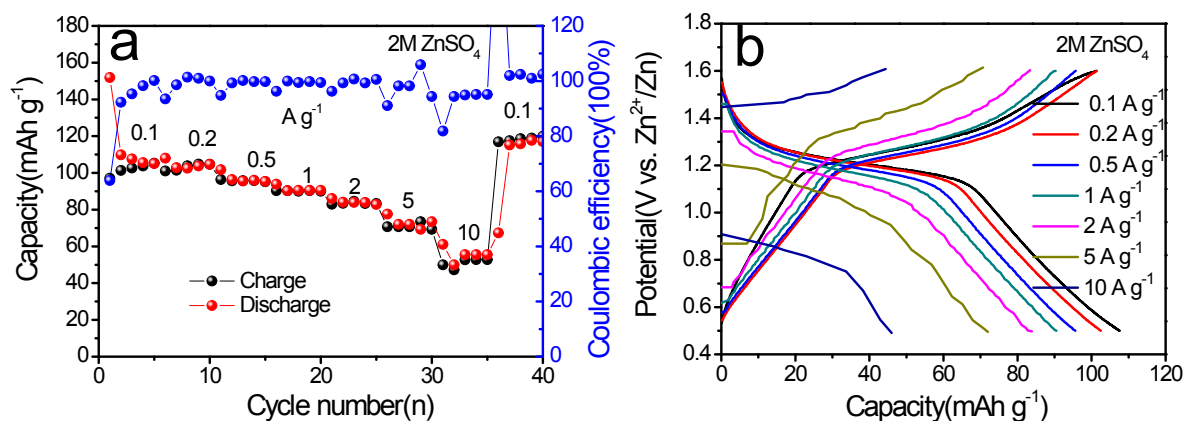 a
2M ZnSO4
0.1
0.2
A g-1
0.5
1
2
5
10
0.1
Charge
Discharge
Capacity(mAh g-1)
0
20
40
60
80
100
120
140
160
180
0
10
20
30
40
Cycle number(n)
0
20
40
60
80
100
120
Coulombic efficiency(100%)
b
2M ZnSO4
0.1 A g-1
0.2 A g-1
0.5 A g-1
1 A g-1
2 A g-1
5 A g-1
10 A g-1
Potential(V vs. Zn2+/Zn)
0.4
0.6
0.8
1.0
1.2
1.4
1.6
1.8
0
20
40
60
80
100
120
Capacity(mAh g-1)